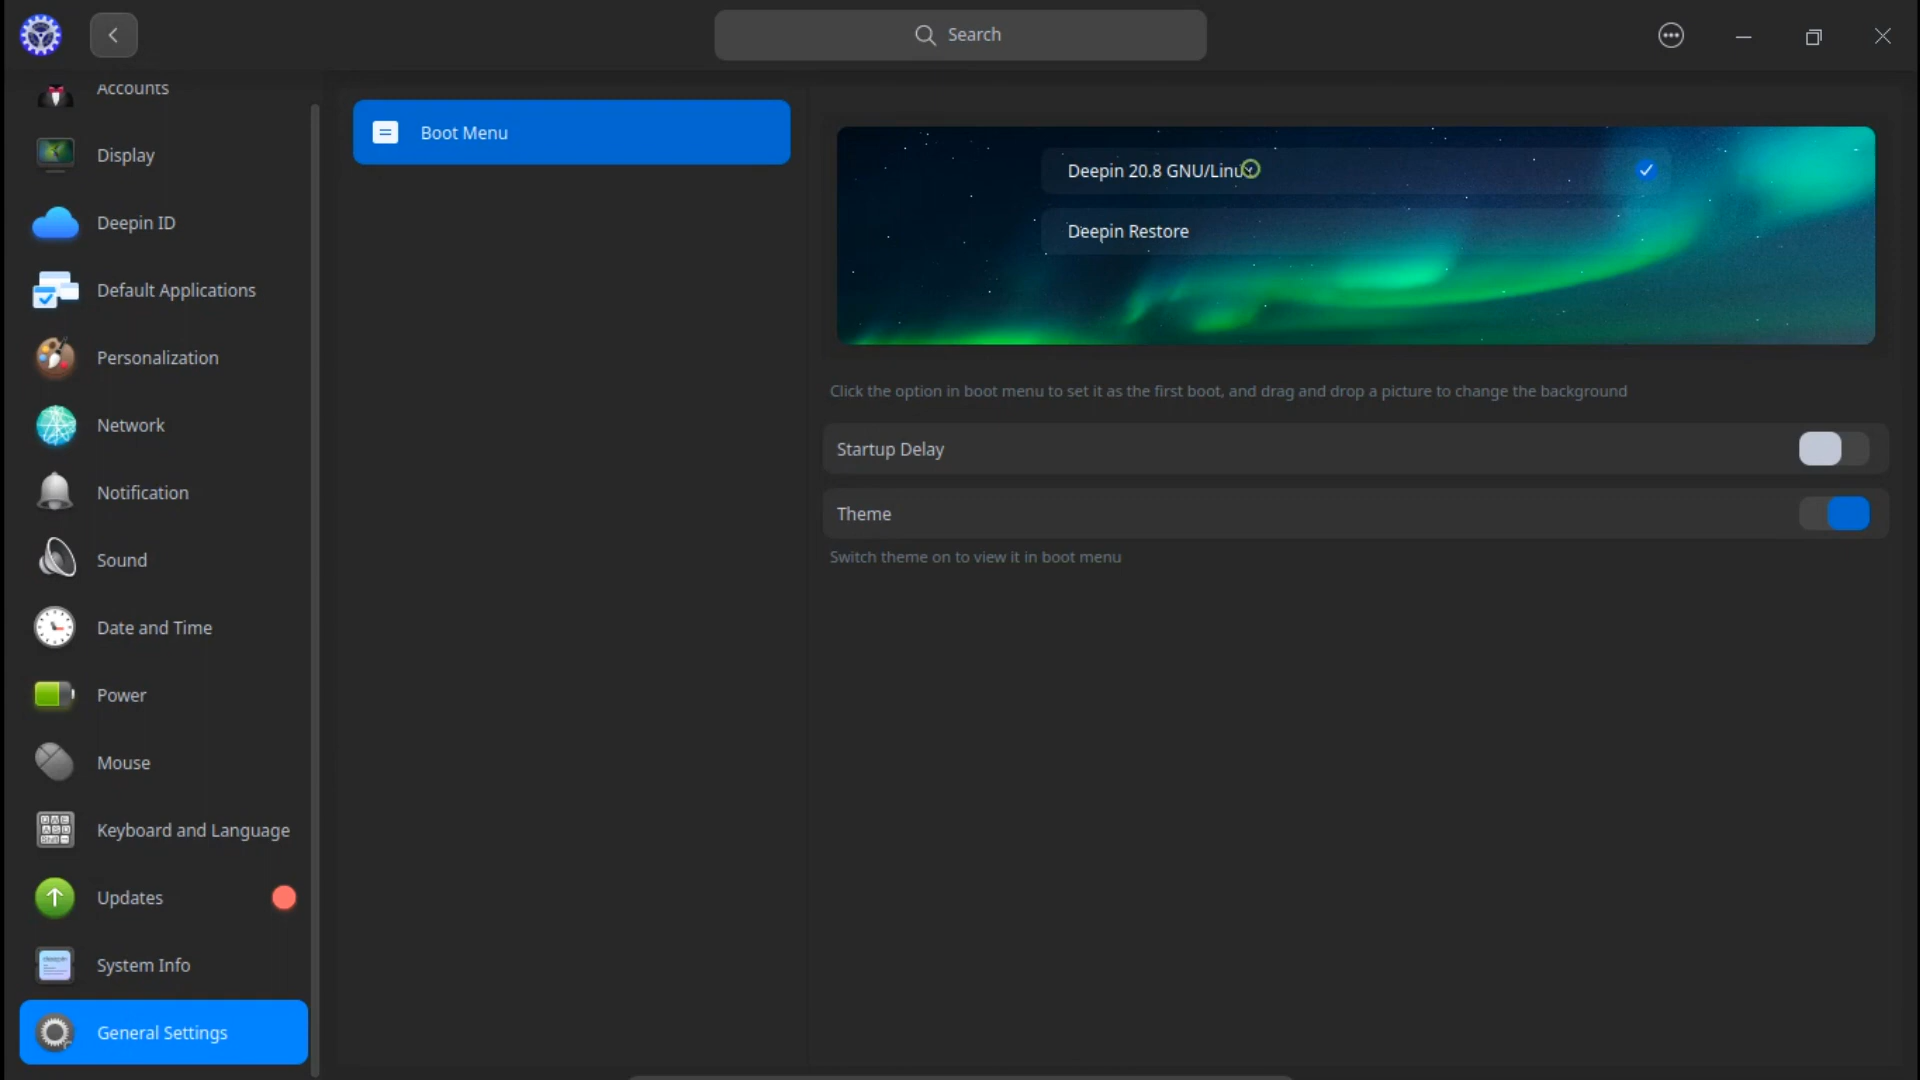 Search
Accounts
Display
Deepin ID
Default Applications
Personalization
Network
Notification
Sound
Date and Time
Power
Mouse
Keyboard and Language
Updates
System Info
General Settings
Boot Menu
Deepin 20.8 GNU/Linux
Deepin Restore
Click the option in boot menu to set it as the first boot, and drag and drop a picture to change the background
Startup Delay
Theme
Switch theme on to view it in boot menu